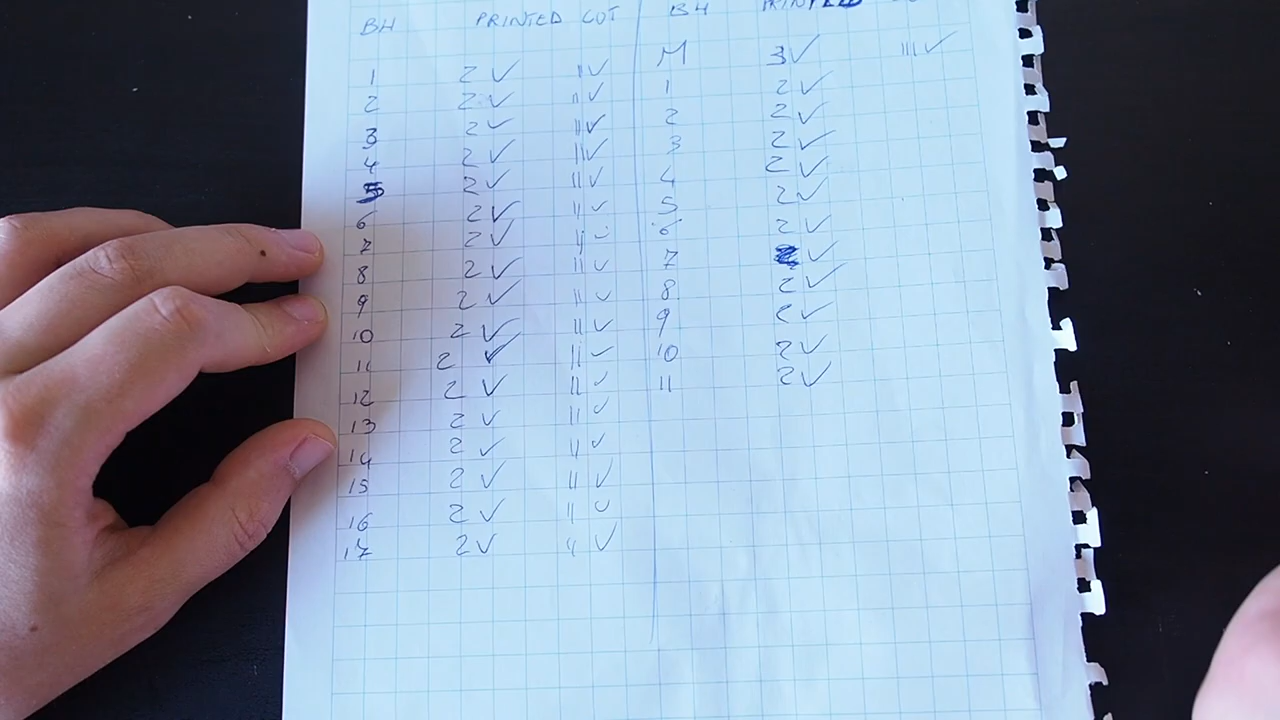 BH PRINTED CUT BH PRINTED
M 3✓ III✓
1 2 ✓ II✓ 1 2✓
2 2 ✓ II✓ 2 2✓
3 2✓ II✓ 3 2✓
4 2✓ II✓ 4 2✓
5 2✓ II✓ 5 2✓
6 2✓ II✓ 6 2✓
7 2✓ II✓ 7 2✓
8 2✓ II✓ 8 2✓
9 2✓ II✓ 9 2✓
10 2✓ II✓ 10 2✓
11 2 ✓ II✓ 11 2✓
12 2 ✓ II✓
13 2 ✓ II✓
14 2 ✓ II✓
15 2 ✓ II✓
16 2 ✓ II✓
17 2✓ II✓